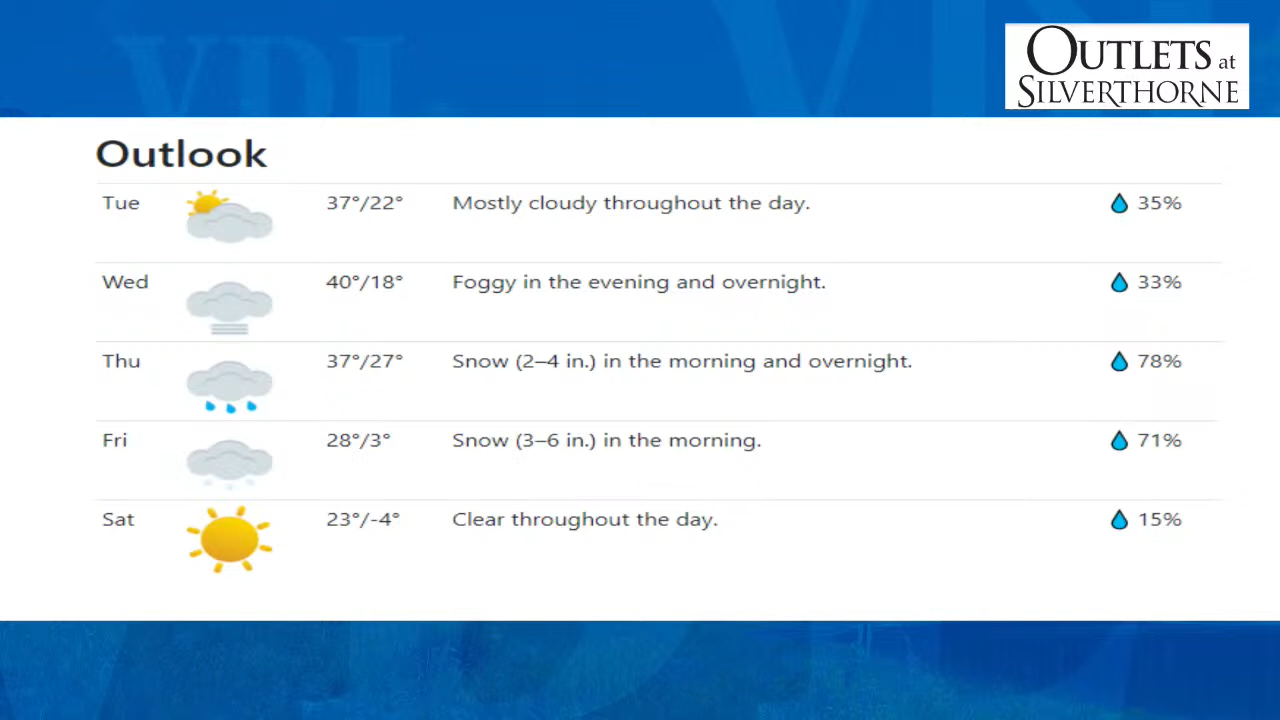 VDL
OUTLETS at
SILVERTHORNE
Outlook
Tue 37°/22° Mostly cloudy throughout the day. 35%
Wed 40°/18° Foggy in the evening and overnight. 33%
Thu 37°/27° Snow (2–4 in.) in the morning and overnight. 78%
Fri 28°/3° Snow (3–6 in.) in the morning. 71%
Sat 23°/-4° Clear throughout the day. 15%